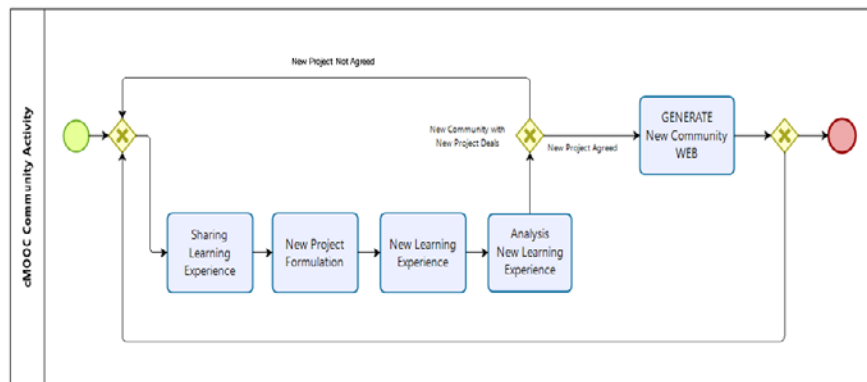 cMOOC Community Activity
New Project Not Agreed
New Community with
New Project Deals
New Project Agreed
GENERATE
New Community
WEB
Sharing
Learning
Experience
New Project
Formulation
New Learning
Experience
Analysis
New Learning
Experience